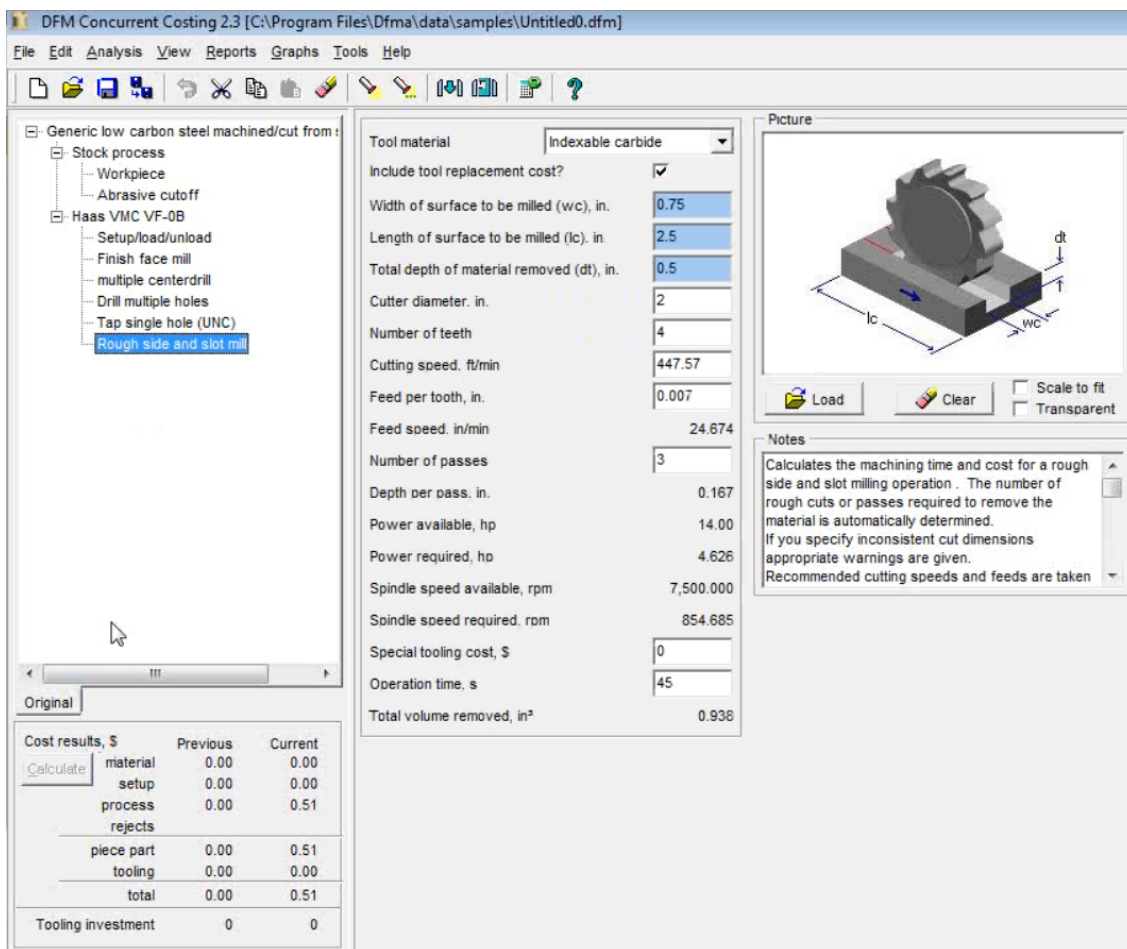 DFM Concurrent Costing 2.3 [C:\Program Files\Dfma\data\samples\Untitled0.dfm]
File Edit Analysis View Reports Graphs Tools Help
Generic low carbon steel machined/cut from
Stock process
Workpiece
Abrasive cutoff
Haas VMC VF-0B
Setup/load/unload
Finish face mill
multiple centerdrill
Drill multiple holes
Tap single hole (UNC)
Rough side and slot mill
Original
Cost results, $ Previous Current
Calculate
material 0.00 0.00
setup 0.00 0.00
process 0.00 0.51
rejects
piece part 0.00 0.51
tooling 0.00 0.00
total 0.00 0.51
Tooling investment 0 0
Tool material Indexable carbide
Include tool replacement cost?
Width of surface to be milled (wc), in. 0.75
Length of surface to be milled (lc). in 2.5
Total depth of material removed (dt), in. 0.5
Cutter diameter. in. 2
Number of teeth 4
Cutting speed. ft/min 447.57
Feed per tooth, in. 0.007
Feed speed. in/min 24.674
Number of passes 3
Depth per pass. in. 0.167
Power available, hp 14.00
Power required, hp 4.626
Spindle speed available, rpm 7,500.000
Spindle speed required. rpm 854.685
Special tooling cost, $ 0
Operation time, s 45
Total volume removed, in³ 0.938
Picture
dt
lc
wc
Load Clear
Scale to fit
Transparent
Notes
Calculates the machining time and cost for a rough
side and slot milling operation . The number of
rough cuts or passes required to remove the
material is automatically determined.
If you specify inconsistent cut dimensions
appropriate warnings are given.
Recommended cutting speeds and feeds are taken